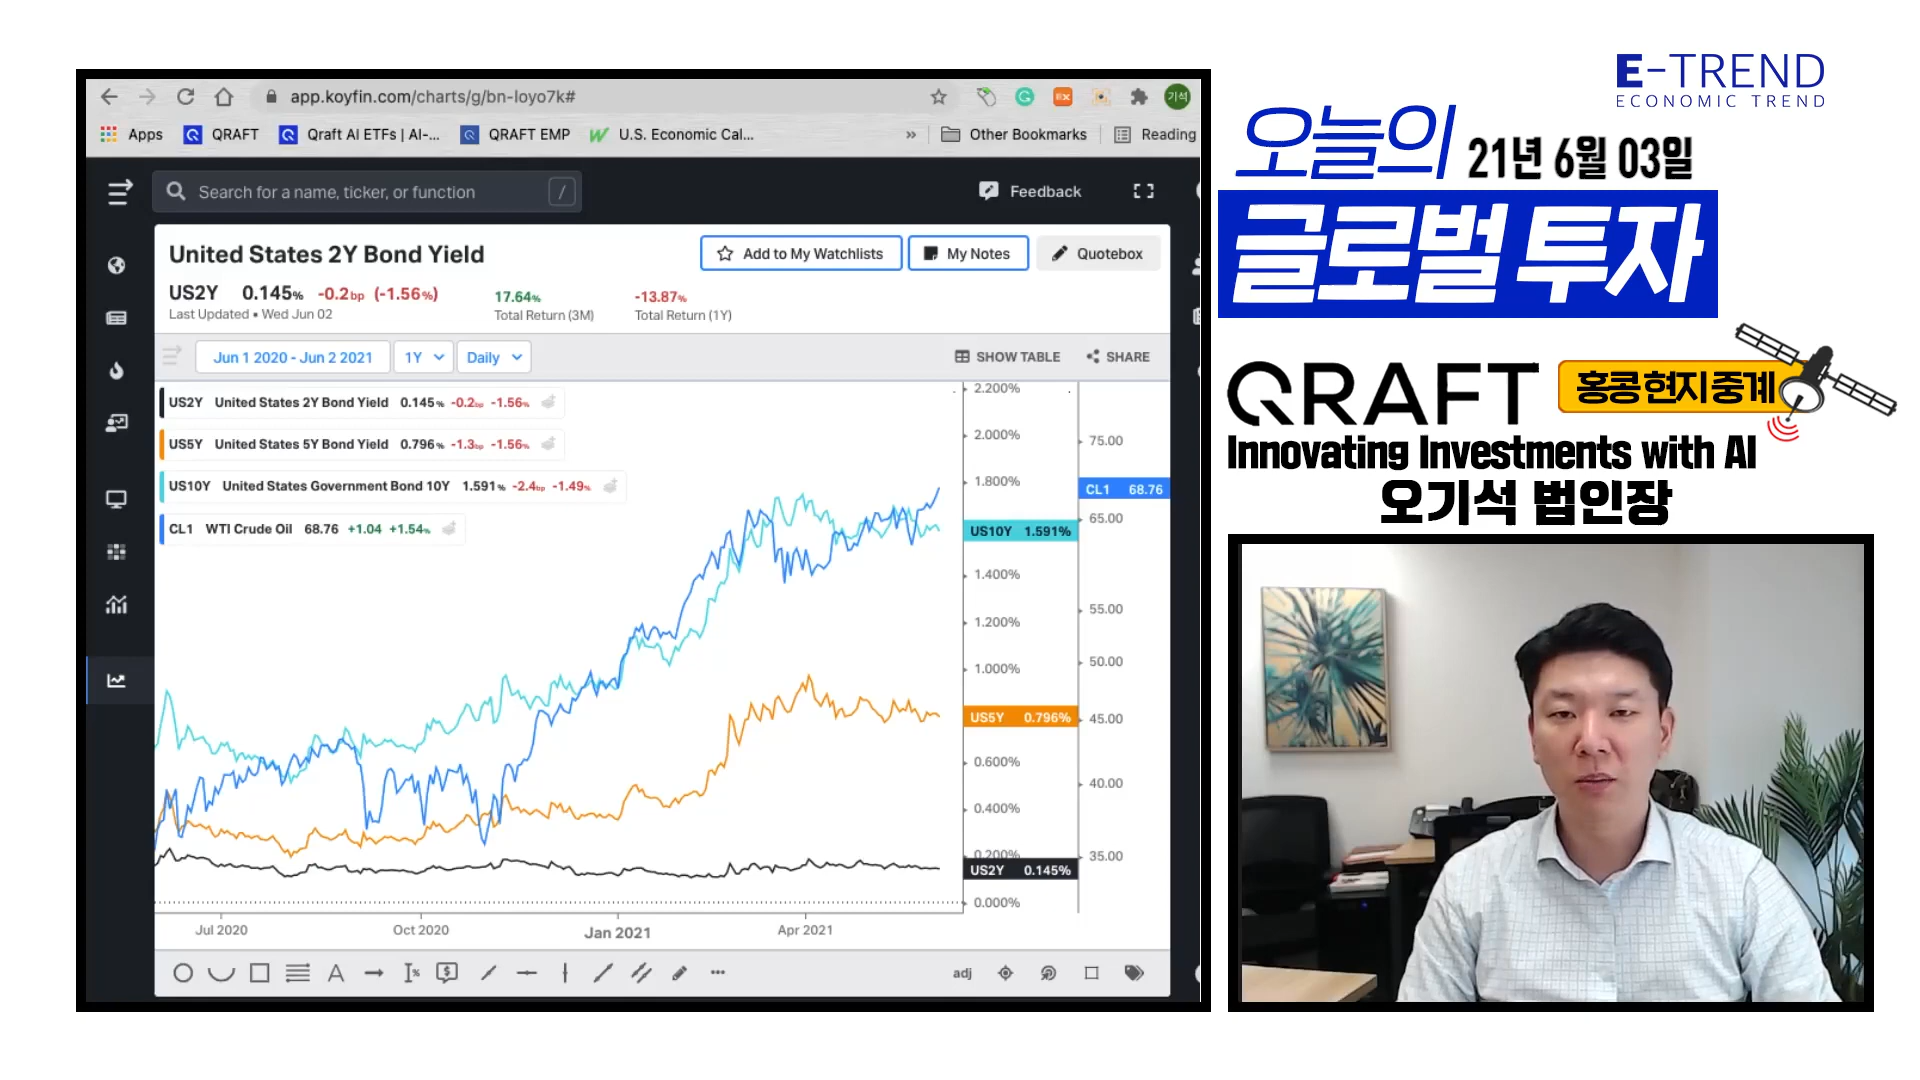 app.koyfin.com/charts/g/bn-loyo7k#
기석
Apps QRAFT Qraft AI ETFs | AI-... QRAFT EMP U.S. Economic Cal... » Other Bookmarks Reading
Search for a name, ticker, or function /
Feedback
United States 2Y Bond Yield
Add to My Watchlists My Notes Quotebox
US2Y 0.145% -0.2bp (-1.56%)
Last Updated • Wed Jun 02
17.64%
Total Return (3M)
-13.87%
Total Return (1Y)
Jun 1 2020 - Jun 2 2021 1Y Daily SHOW TABLE SHARE
US2Y United States 2Y Bond Yield 0.145% -0.2bp -1.56%
US5Y United States 5Y Bond Yield 0.796% -1.3bp -1.56%
US10Y United States Government Bond 10Y 1.591% -2.4bp -1.49%
CL1 WTI Crude Oil 68.76 +1.04 +1.54%
2.200%
2.000%
1.800%
US10Y 1.591%
1.400%
1.200%
1.000%
US5Y 0.796%
0.600%
0.400%
0.200%
US2Y 0.145%
0.000%
75.00
CL1 68.76
65.00
55.00
50.00
45.00
40.00
35.00
Jul 2020 Oct 2020 Jan 2021 Apr 2021
adj
E-TREND
ECONOMIC TREND
오늘의 21년 6월 03일
글로벌 투자
QRAFT 홍콩 현지 중계
Innovating Investments with AI
오기석 법인장